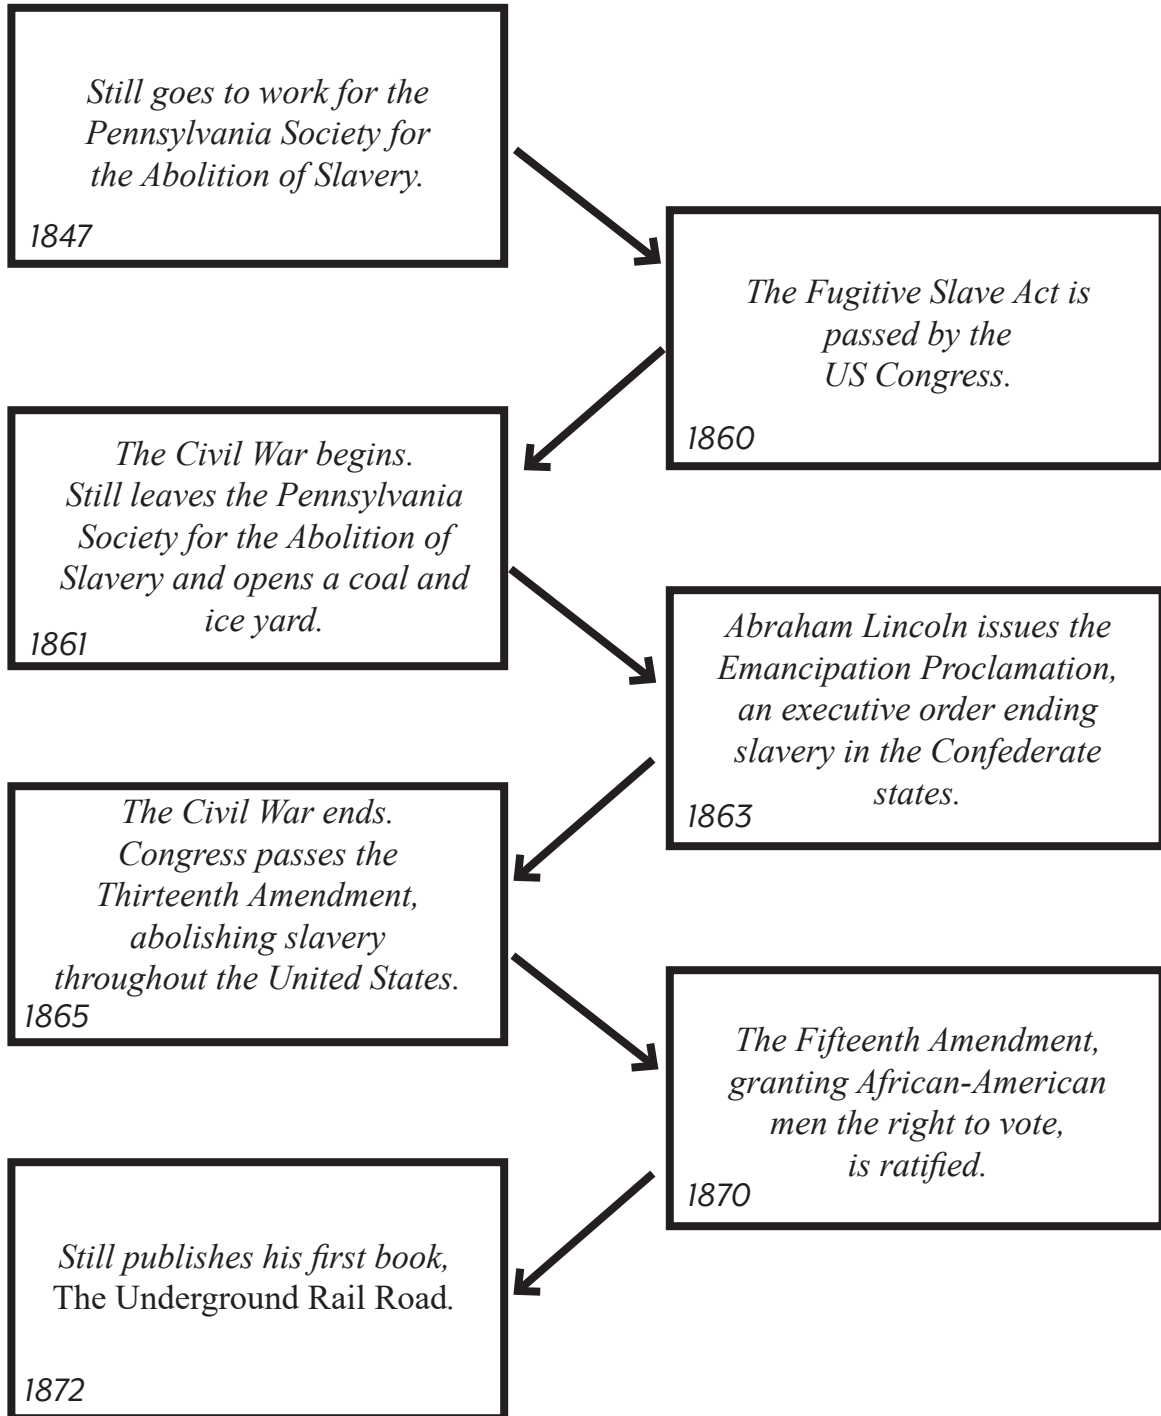 Still goes to work for the
Pennsylvania Society for
the Abolition of Slavery.
1847
The Fugitive Slave Act is
passed by the
US Congress.
1860
The Civil War begins.
Still leaves the Pennsylvania
Society for the Abolition of
Slavery and opens a coal and
ice yard.
1861
Abraham Lincoln issues the
Emancipation Proclamation,
an executive order ending
slavery in the Confederate
states.
1863
The Civil War ends.
Congress passes the
Thirteenth Amendment,
abolishing slavery
throughout the United States.
1865
The Fifteenth Amendment,
granting African-American
men the right to vote,
is ratified.
1870
Still publishes his first book,
The Underground Rail Road.
1872